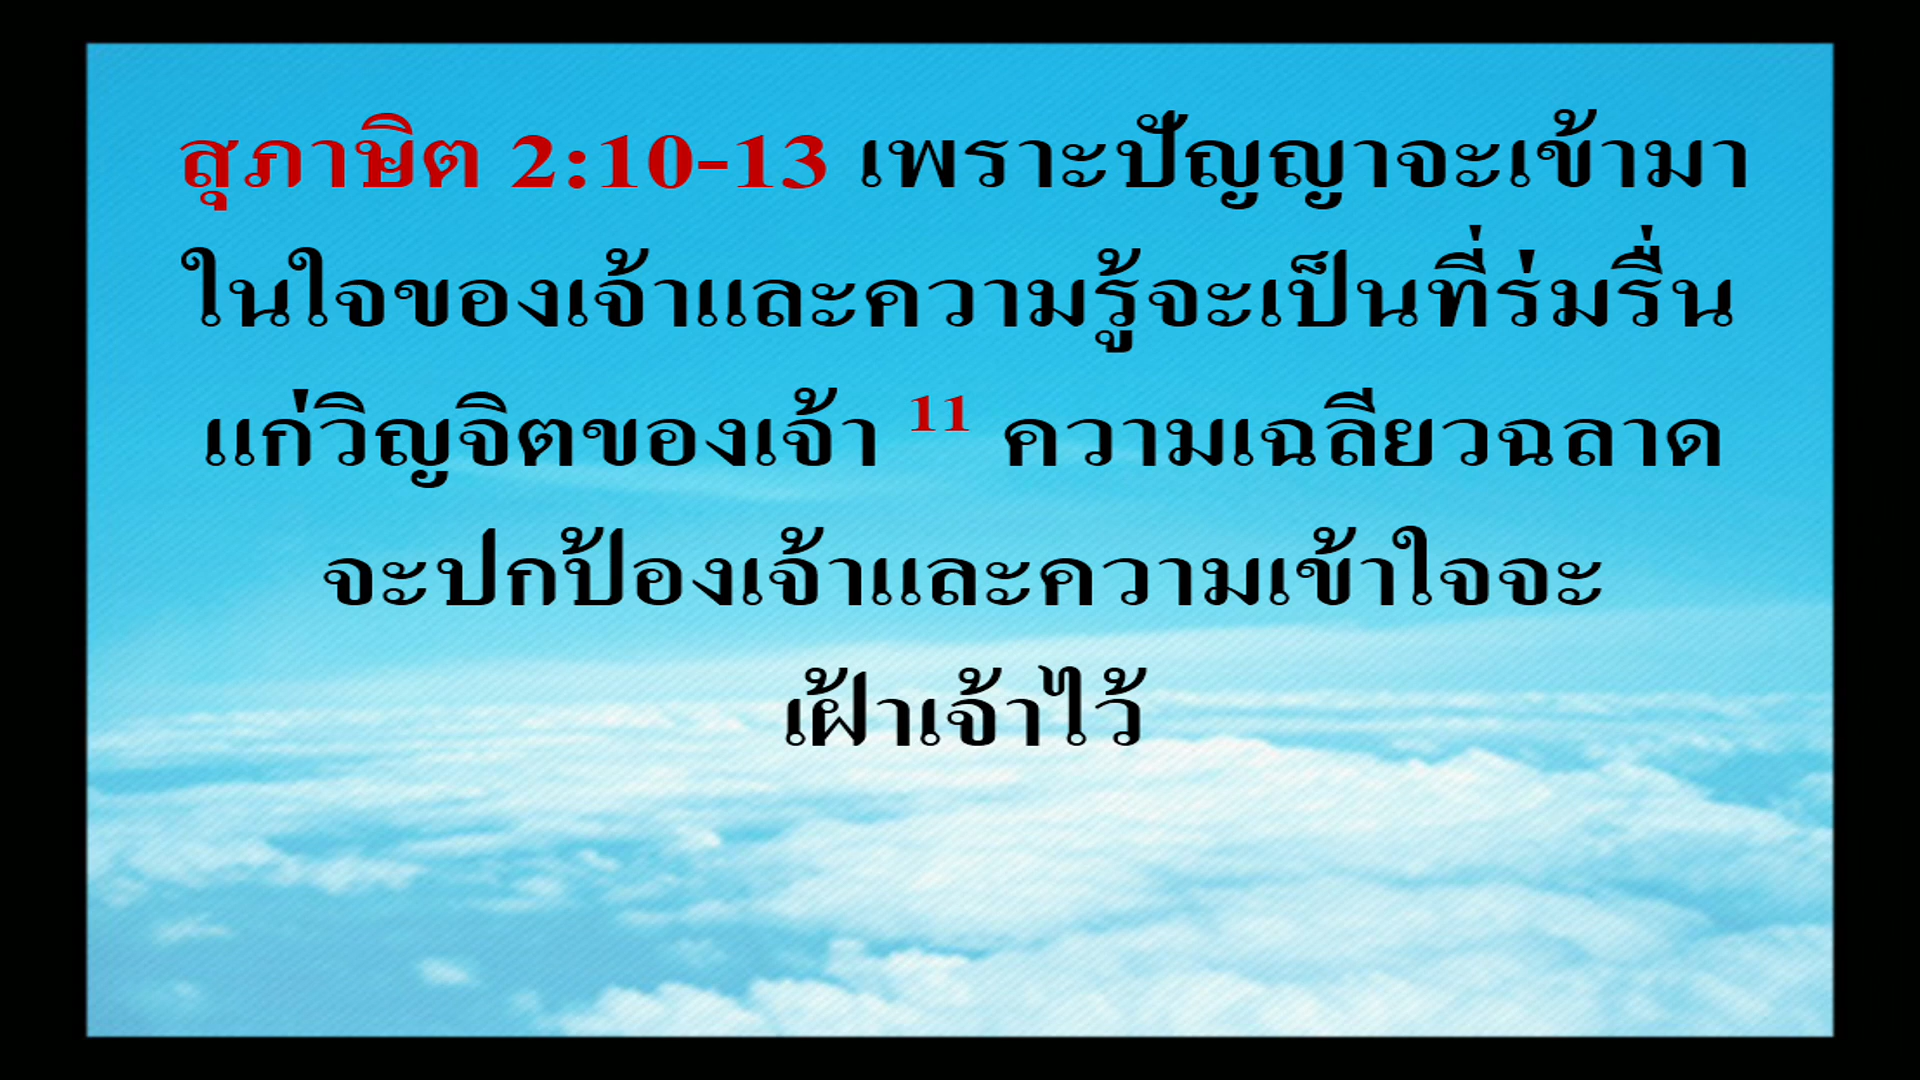 สุภาษิต 2:10-13 เพราะปัญญาจะเข้ามา
ในใจของเจ้าและความรู้จะเป็นที่ร่มรื่น
แก่วิญจิตของเจ้า 11 ความเฉลียวฉลาด
จะปกป้องเจ้าและความเข้าใจจะ
เฝ้าเจ้าไว้